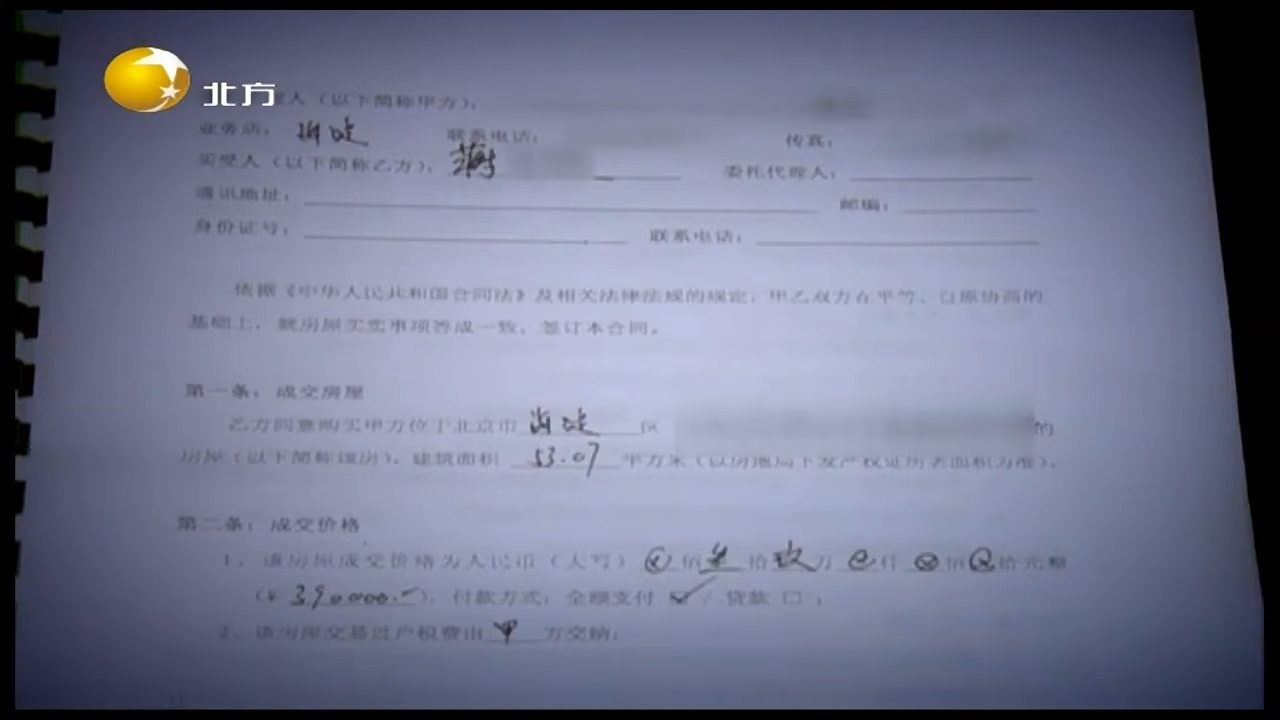 北方
人（以下简称甲方）：
业务店： 海淀 联系电话： 传真：
买受人（以下简称乙方）： 委托代理人：
通讯地址： 邮编：
身份证号： 联系电话：
依据《中华人民共和国合同法》及相关法律法规的规定，甲乙双方在平等、自愿协商的
基础上，就房屋买卖事项答成一致，签订本合同。
第一条：成交房屋
乙方同意购买甲方位于北京市 海淀 区 的
房屋（以下简称该房），建筑面积 53.07 平方米（以房地局下发产权证所者面积为准）。
第二条：成交价格
1、该房屋成交价格为人民币（大写） 佰 叁 拾 玖 万 仟 佰 拾元整
（¥ 390000.-），付款方式：全额支付 ✓ / 贷款 □ ；
2、该房屋交易过户税费由 甲 方交纳；